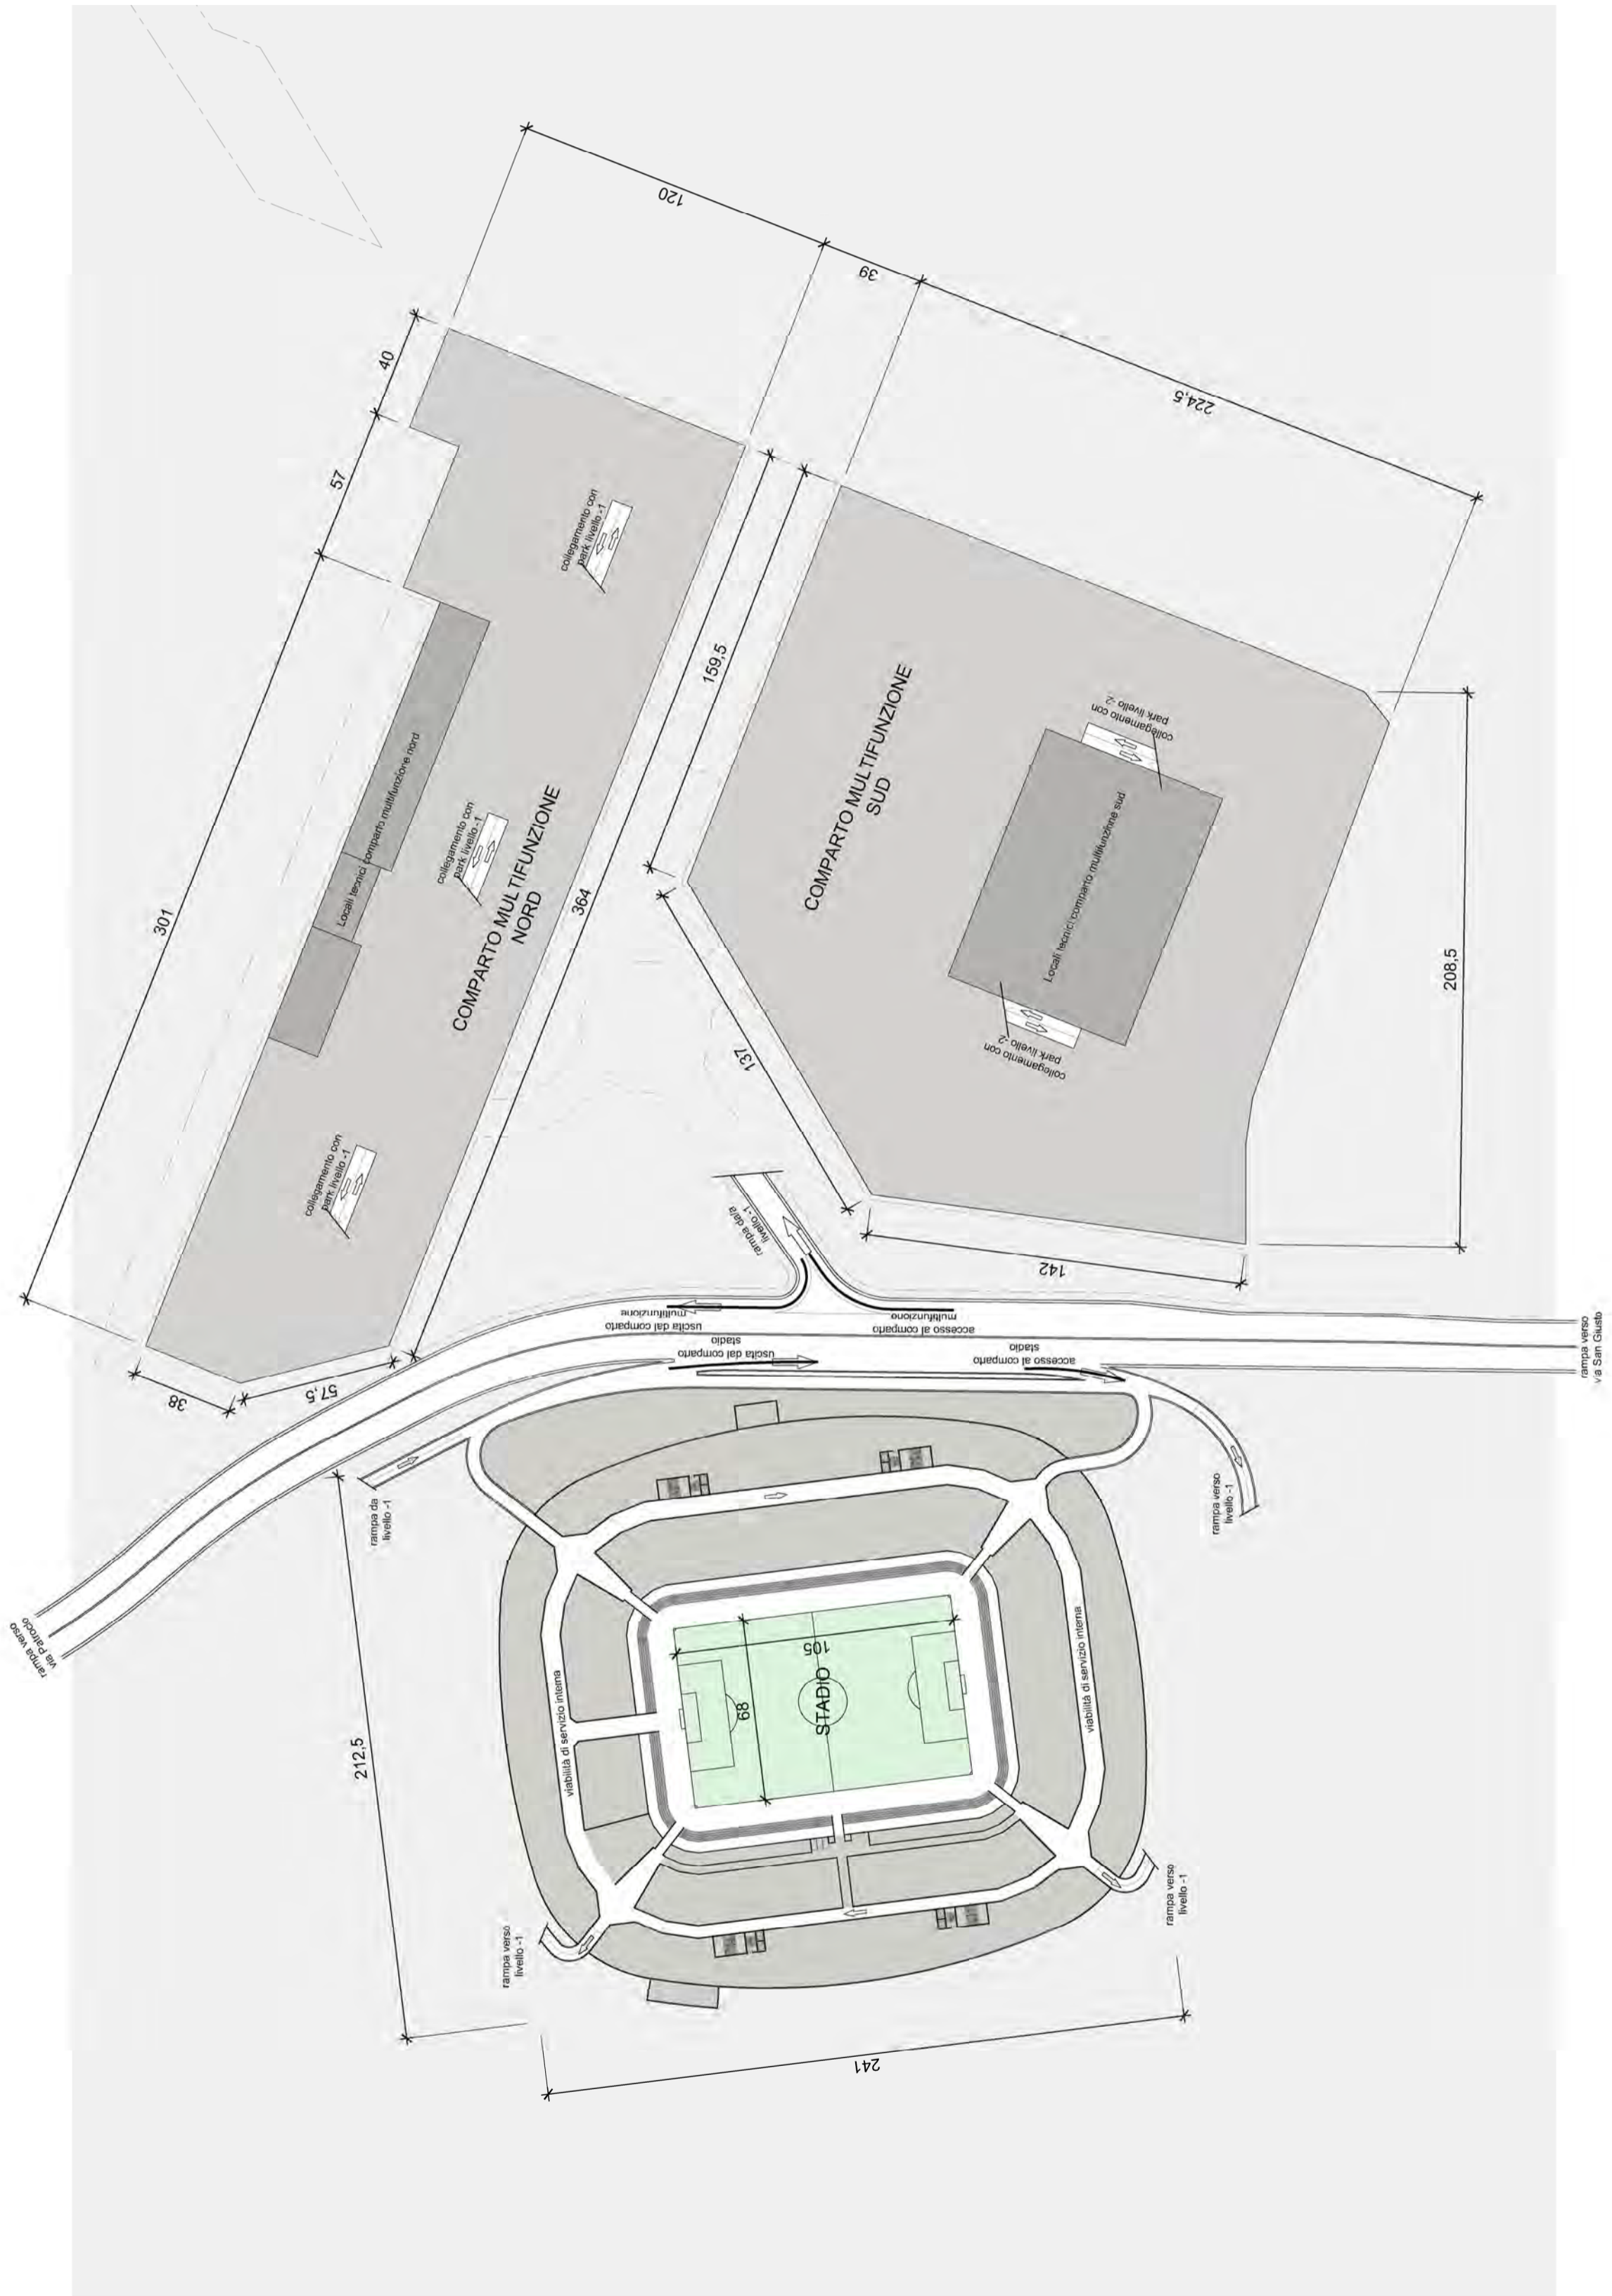 120
39
224,5
40
57
301
collegamento con
park livello -1
159,5
364
COMPARTO MULTIFUNZIONE
NORD
Locali tecnici comparto multifunzione nord
collegamento con
park livello -1
collegamento con
park livello -1
COMPARTO MULTIFUNZIONE
SUD
collegamento con
park livello -2
Locali tecnici comparto multifunzione sud
collegamento con
park livello -2
208,5
137
142
38
57,5
rampa da/a
livello -1
uscita dal comparto
multifunzione
accesso al comparto
multifunzione
uscita dal comparto
stadio
accesso al comparto
stadio
rampa verso
via San Giusto
rampa verso
via Patrocio
rampa da
livello -1
rampa verso
livello -1
212,5
viabilità di servizio interna
105
68
STADIO
viabilità di servizio interna
rampa verso
livello -1
rampa verso
livello -1
241